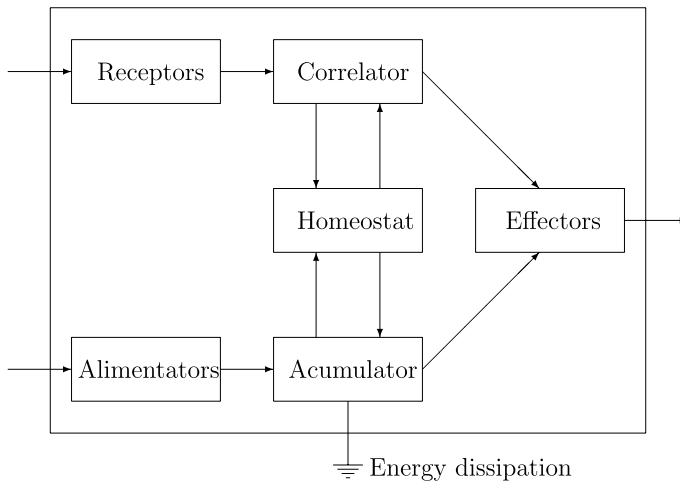 Receptors
Correlator
Homeostat
Effectors
Alimentators
Acumulator
Energy dissipation